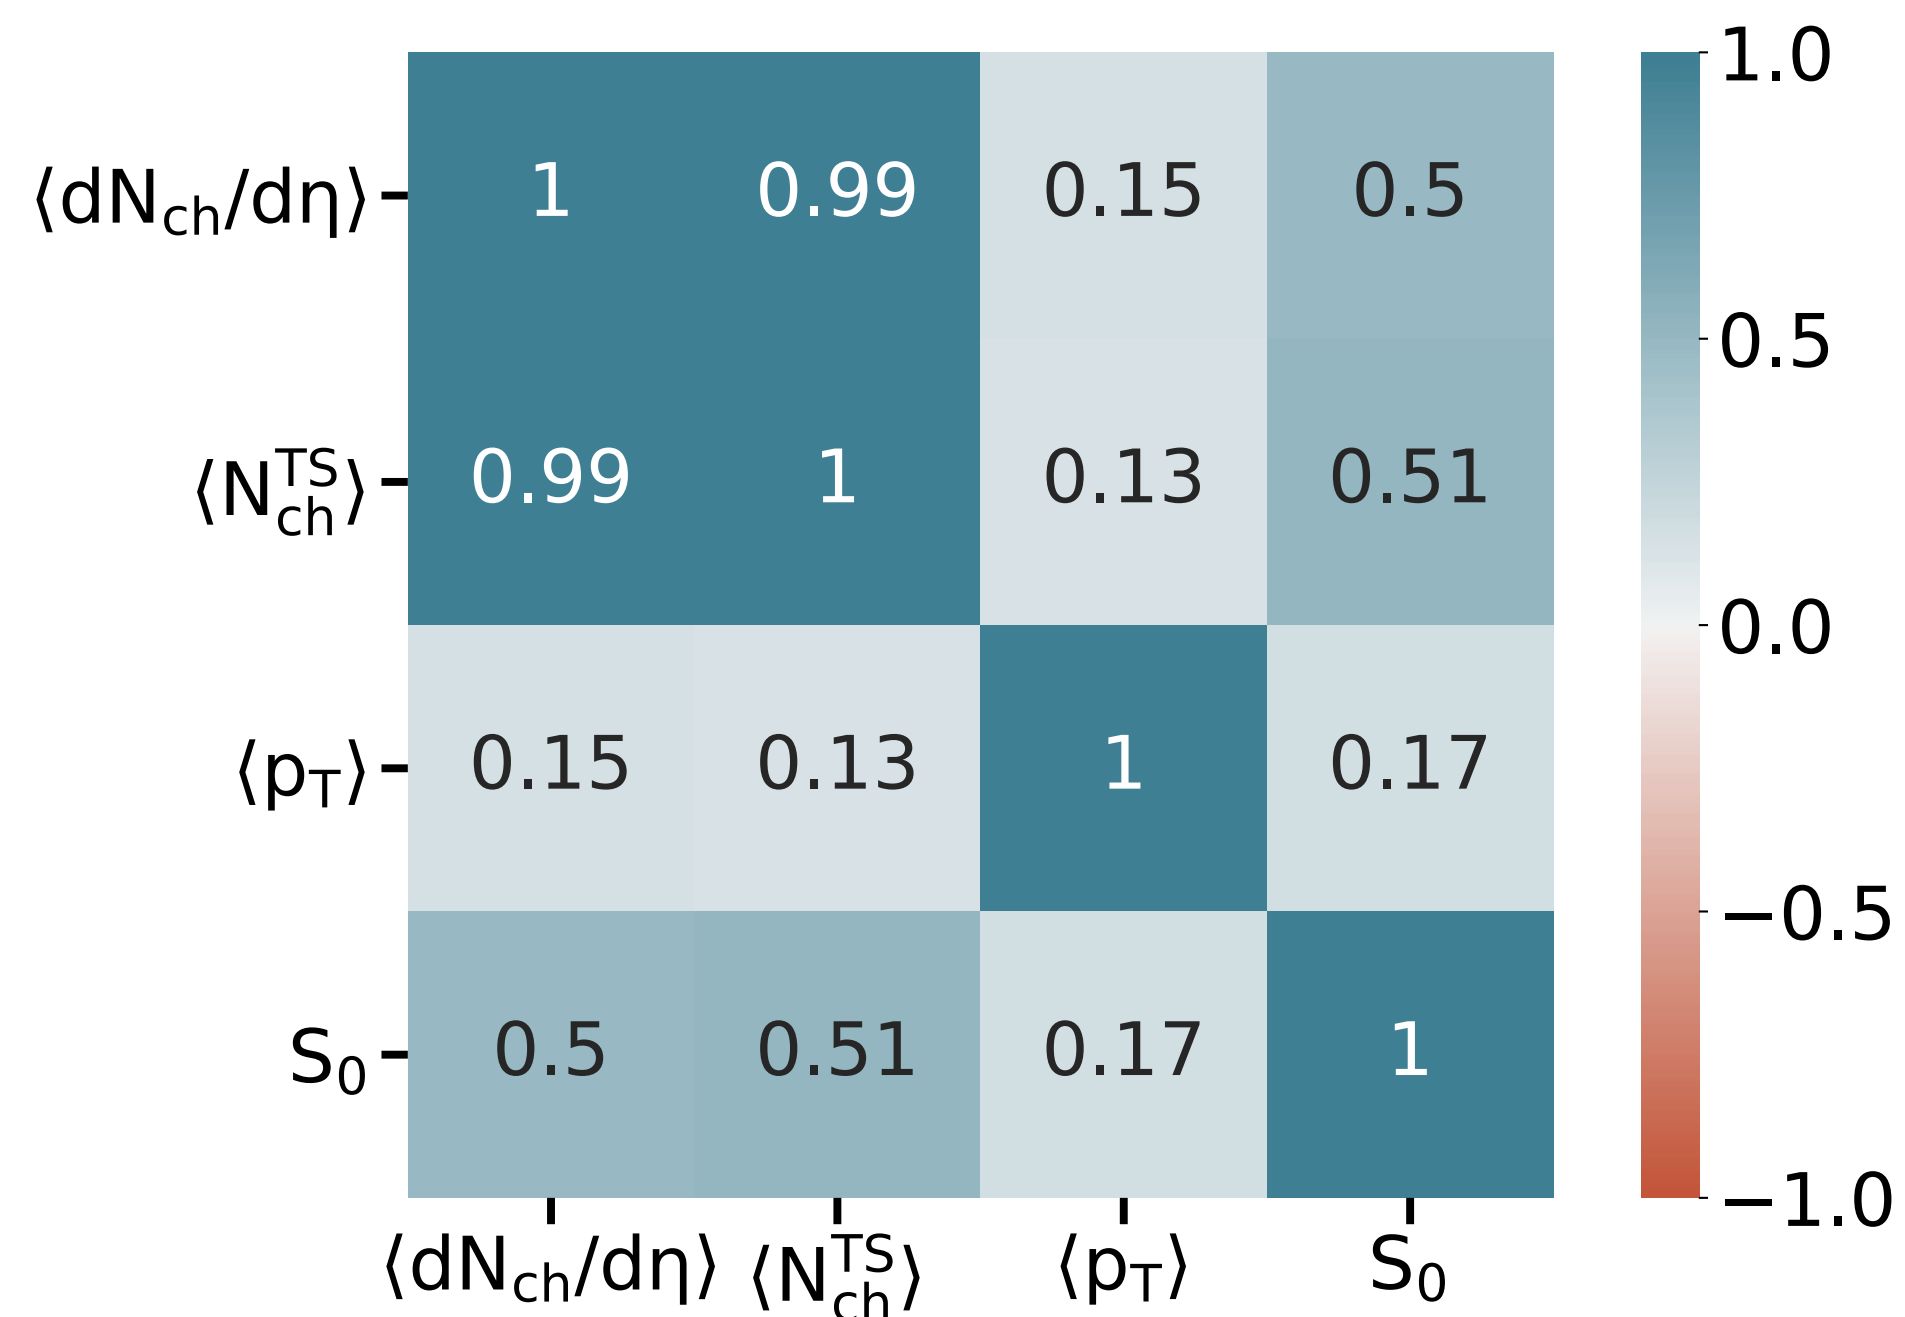 1.0
⟨dN_ch/dη⟩ 1 0.99 0.15 0.5
0.5
⟨N_ch^TS⟩ 0.99 1 0.13 0.51
0.0
⟨p_T⟩ 0.15 0.13 1 0.17
−0.5
S_0 0.5 0.51 0.17 1
−1.0
⟨dN_ch/dη⟩ ⟨N_ch^TS⟩ ⟨p_T⟩ S_0